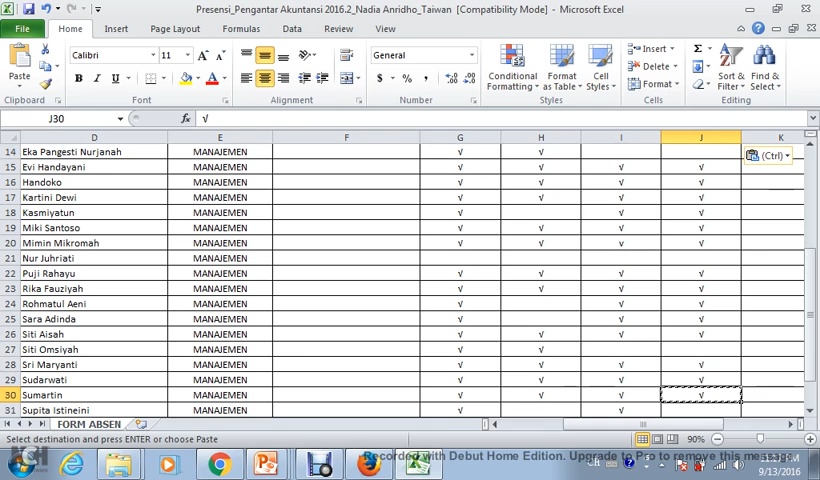 Presensi_Pengantar Akuntansi 2016.2_Nadia Anridho_Taiwan [Compatibility Mode] - Microsoft Excel
File Home Insert Page Layout Formulas Data Review View
Calibri 11 General Insert Σ
Paste B I U $ % , Conditional Formatting Format as Table Cell Styles Delete Format Sort & Filter Find & Select
Clipboard Font Alignment Number Styles Cells Editing
J30 fx √
D E F G H I J K
14 Eka Pangesti Nurjanah MANAJEMEN √ √ (Ctrl)
15 Evi Handayani MANAJEMEN √ √ √ √
16 Handoko MANAJEMEN √ √ √ √
17 Kartini Dewi MANAJEMEN √ √ √ √
18 Kasmiyatun MANAJEMEN √ √ √
19 Miki Santoso MANAJEMEN √ √ √ √
20 Mimin Mikromah MANAJEMEN √ √ √ √
21 Nur Juhriati MANAJEMEN
22 Puji Rahayu MANAJEMEN √ √ √ √
23 Rika Fauziyah MANAJEMEN √ √ √ √
24 Rohmatul Aeni MANAJEMEN √ √ √
25 Sara Adinda MANAJEMEN √ √ √
26 Siti Aisah MANAJEMEN √ √ √ √
27 Siti Omsiyah MANAJEMEN √ √
28 Sri Maryanti MANAJEMEN √ √ √ √
29 Sudarwati MANAJEMEN √ √ √ √
30 Sumartin MANAJEMEN √ √ √ √
31 Supita Istineini MANAJEMEN √ √
FORM ABSEN
Select destination and press ENTER or choose Paste 90%
Recorded with Debut Home Edition. Upgrade to Pro to remove this message.
CH
9/13/2016